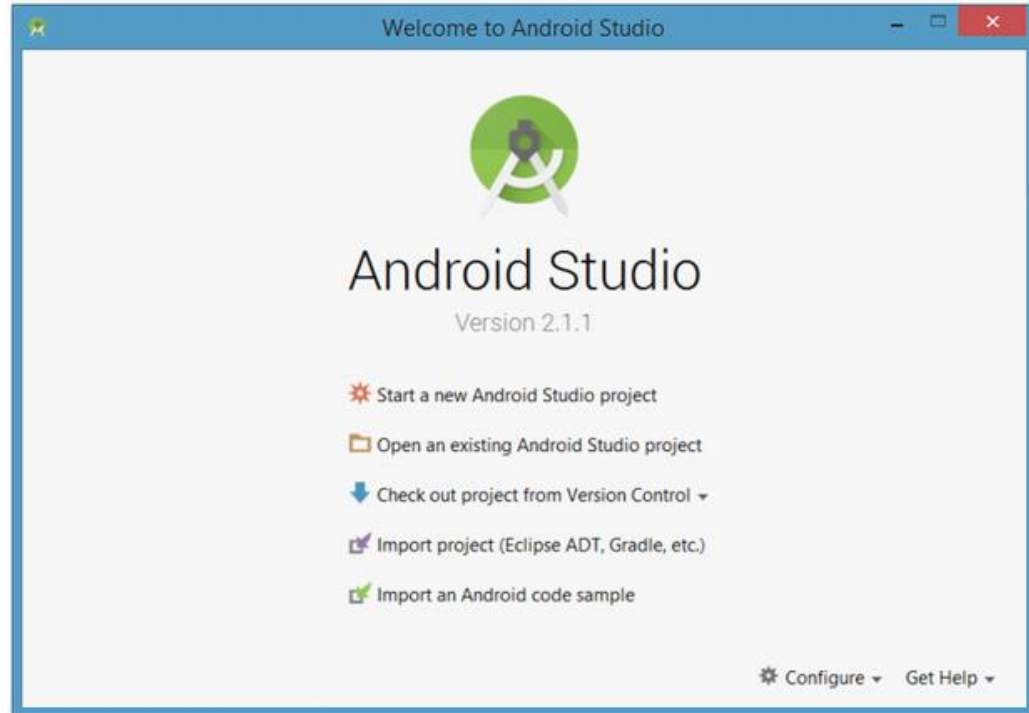 Welcome to Android Studio
Android Studio
Version 2.1.1
Start a new Android Studio project
Open an existing Android Studio project
Check out project from Version Control
Import project (Eclipse ADT, Gradle, etc.)
Import an Android code sample
Configure Get Help